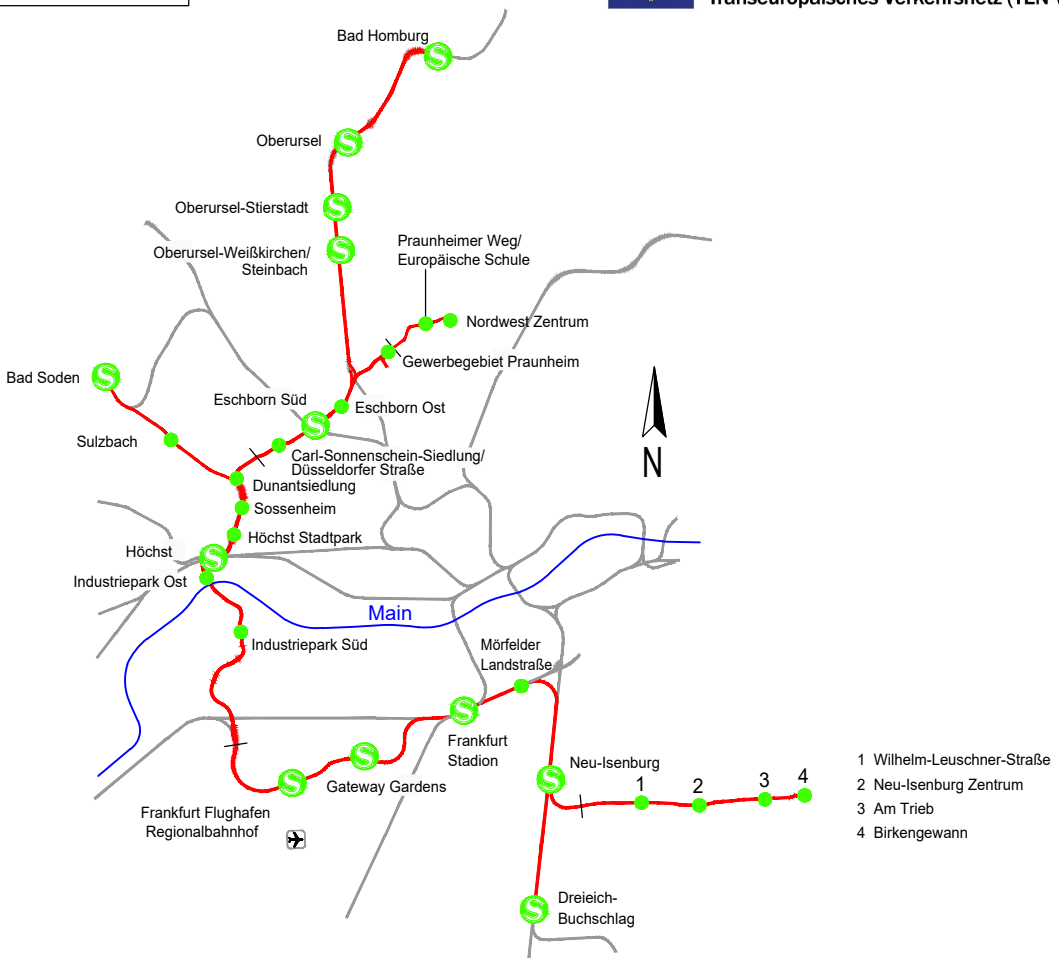 Transeuropäisches Verkehrsnetz (TEN-V
Bad Homburg
Oberursel
Oberursel-Stierstadt
Oberursel-Weißkirchen/
Steinbach
Praunheimer Weg/
Europäische Schule
Nordwest Zentrum
Gewerbegebiet Praunheim
Bad Soden
Eschborn Süd
Eschborn Ost
Sulzbach
Carl-Sonnenschein-Siedlung/
Düsseldorfer Straße
Dunantsiedlung
Sossenheim
Höchst Stadtpark
Höchst
Industriepark Ost
Main
Industriepark Süd
Mörfelder
Landstraße
Frankfurt
Stadion
Gateway Gardens
Frankfurt Flughafen
Regionalbahnhof
Neu-Isenburg
1 2 3 4
Dreieich-
Buchschlag
N
1 Wilhelm-Leuschner-Straße
2 Neu-Isenburg Zentrum
3 Am Trieb
4 Birkengewann
S
S
S
S
S
S
S
S
S
S
S
S